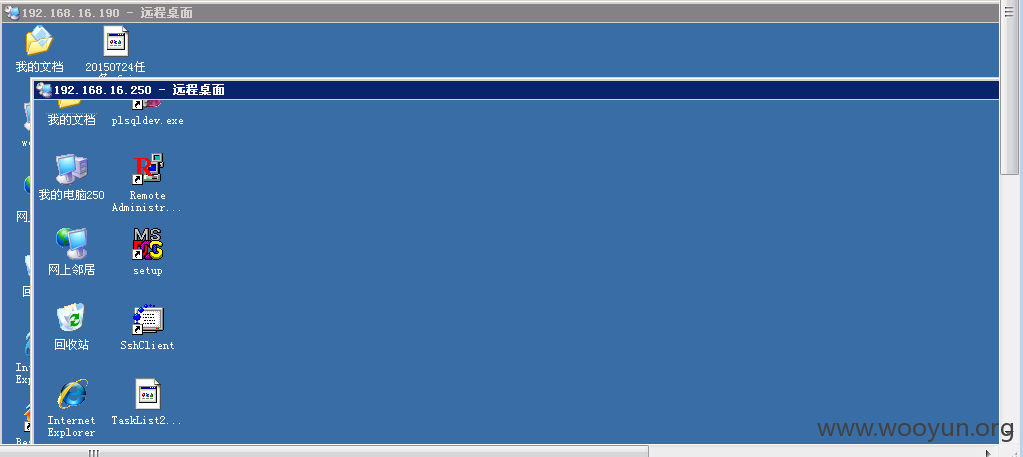 192.168.16.190 - 远程桌面
我的文档
20150724任
192.168.16.250 - 远程桌面
我的文档
plsqldev.exe
我的电脑250
Remote
Administr...
网上邻居
setup
MS
回收站
SshClient
Internet
Explorer
TaskList2...
www.wooyun.org